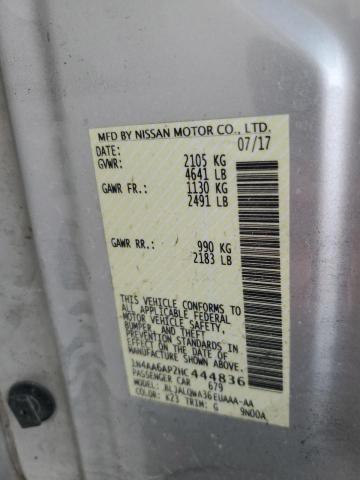 MFD BY NISSAN MOTOR CO., LTD.
DATE: 07/17
GVWR: 2105 KG
4641 LB
GAWR FR.: 1130 KG
2491 LB
GAWR RR.: 990 KG
2183 LB
THIS VEHICLE CONFORMS TO
ALL APPLICABLE FEDERAL
MOTOR VEHICLE SAFETY,
BUMPER, AND THEFT
PREVENTION STANDARDS IN
EFFECT ON THE DATE OF
MANUFACTURE SHOWN ABOVE.
1N4AA6AP2HC444836
PASSENGER CAR 679
COLOR: K23 TRIM: G 9N00A